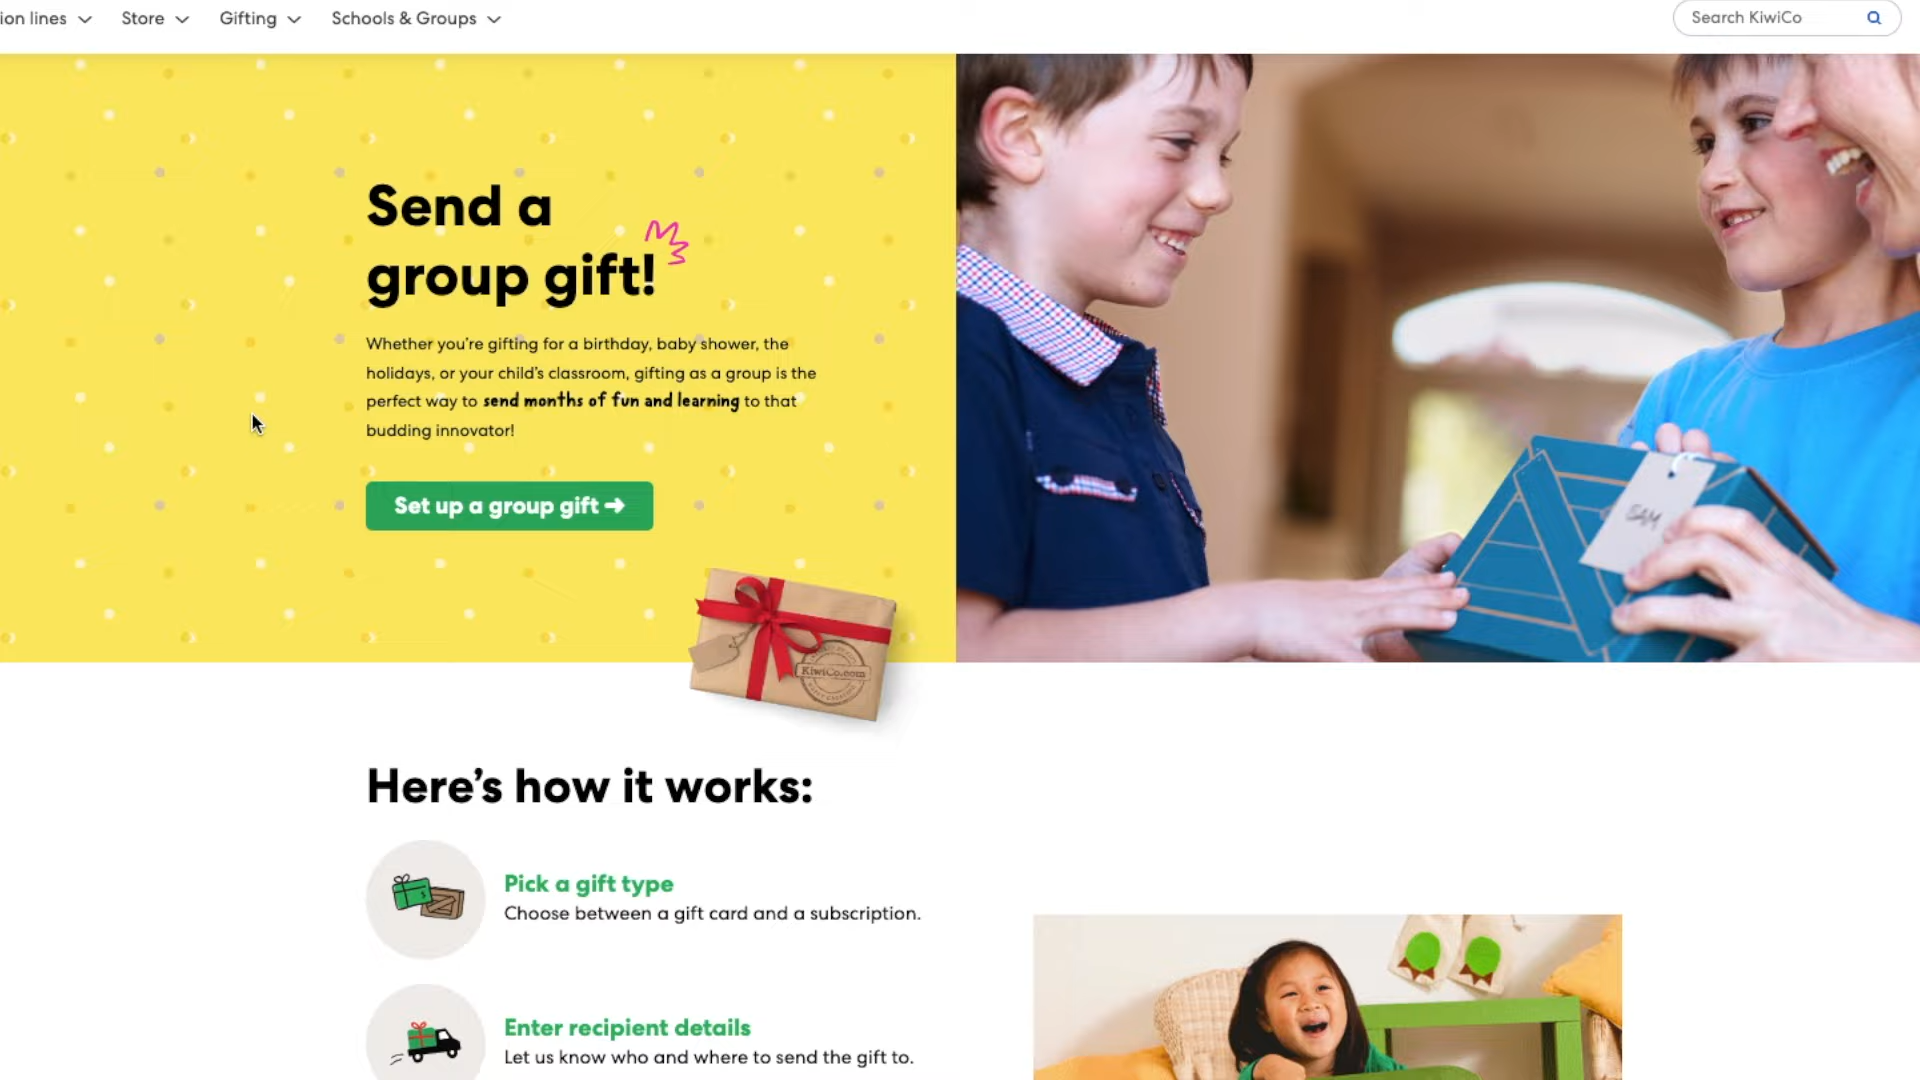 ion lines
Store
Gifting
Schools & Groups
Search KiwiCo
Send a
group gift!
Whether you’re gifting for a birthday, baby shower, the
holidays, or your child’s classroom, gifting as a group is the
perfect way to send months of fun and learning to that
budding innovator!
Set up a group gift →
SAM
KiwiCo.com
Here’s how it works:
Pick a gift type
Choose between a gift card and a subscription.
Enter recipient details
Let us know who and where to send the gift to.